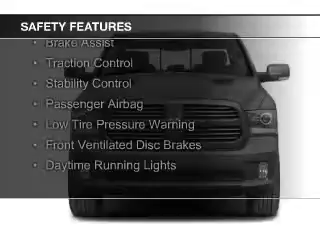 SAFETY FEATURES
• Brake Assist
• Traction Control
• Stability Control
• Passenger Airbag
• Low Tire Pressure Warning
• Front Ventilated Disc Brakes
• Daytime Running Lights